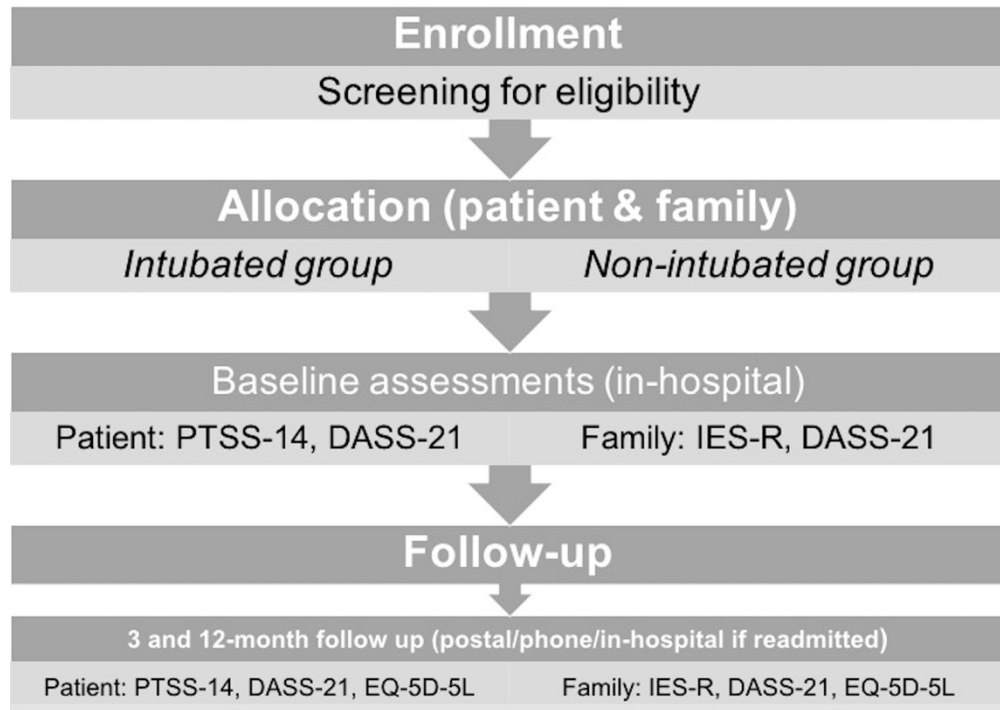 Enrollment
Screening for eligibility
Allocation (patient & family)
Intubated group
Non-intubated group
Baseline assessments (in-hospital)
Patient: PTSS-14, DASS-21
Family: IES-R, DASS-21
Follow-up
3 and 12-month follow up (postal/phone/in-hospital if readmitted)
Patient: PTSS-14, DASS-21, EQ-5D-5L
Family: IES-R, DASS-21, EQ-5D-5L